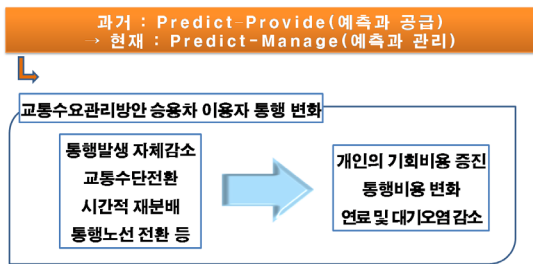 과거 : Predict-Provide(예측과 공급)
→ 현재 : Predict-Manage(예측과 관리)
교통수요관리방안 승용차 이용자 통행 변화
통행발생 자체감소
교통수단전환
시간적 재분배
통행노선 전환 등
개인의 기회비용 증진
통행비용 변화
연료 및 대기오염 감소